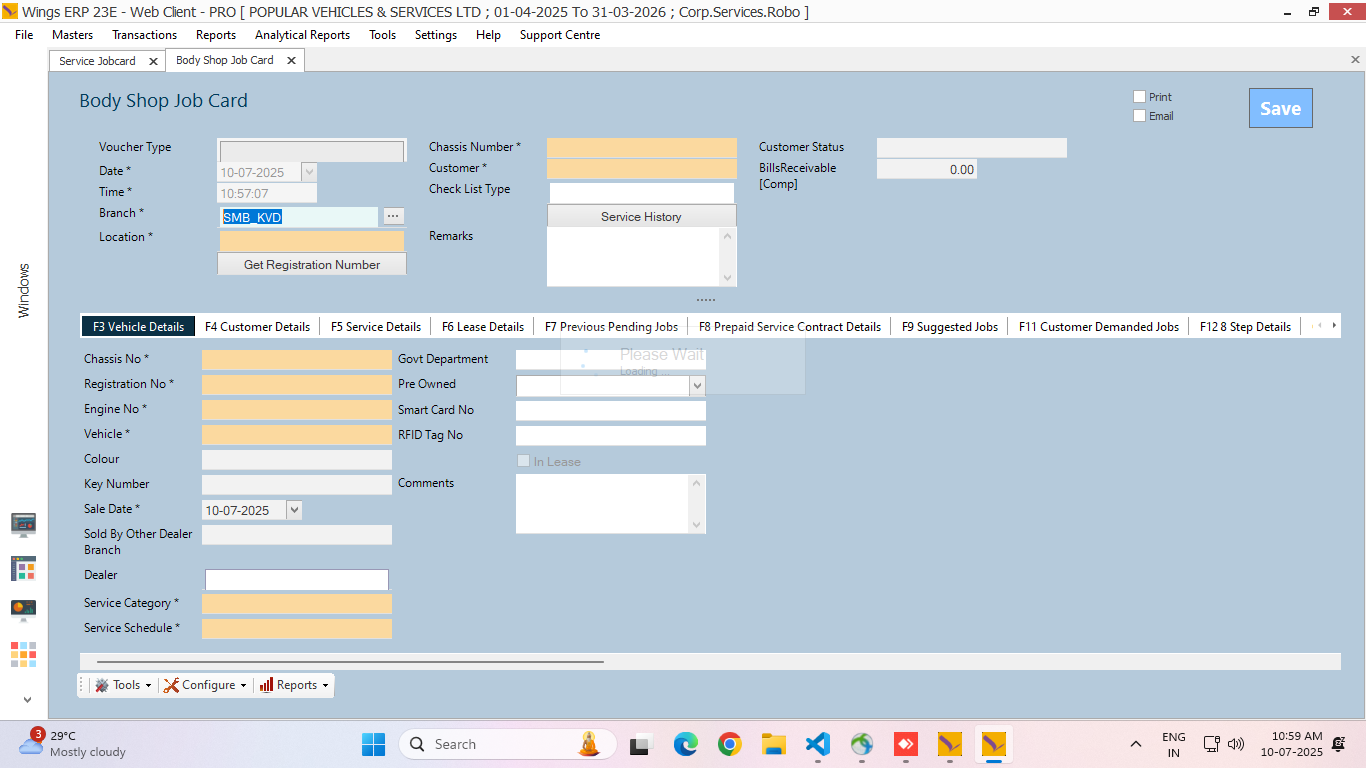 Wings ERP 23E - Web Client - PRO [ POPULAR VEHICLES & SERVICES LTD ; 01-04-2025 To 31-03-2026 ; Corp.Services.Robo ]
File Masters Transactions Reports Analytical Reports Tools Settings Help Support Centre
Service Jobcard Body Shop Job Card
Body Shop Job Card
Print
Email
Save
Voucher Type
Date *
10-07-2025
Time *
10:57:07
Branch *
SMB_KVD
...
Location *
Get Registration Number
Chassis Number *
Customer *
Check List Type
Service History
Remarks
Customer Status
BillsReceivable
[Comp]
0.00
Windows
F3 Vehicle Details F4 Customer Details F5 Service Details F6 Lease Details F7 Previous Pending Jobs F8 Prepaid Service Contract Details F9 Suggested Jobs F11 Customer Demanded Jobs F12 8 Step Details
Please Wait
Loading ...
Chassis No *
Registration No *
Engine No *
Vehicle *
Colour
Key Number
Sale Date *
10-07-2025
Sold By Other Dealer
Branch
Dealer
Service Category *
Service Schedule *
Govt Department
Pre Owned
Smart Card No
RFID Tag No
In Lease
Comments
Tools Configure Reports
3
29°C
Mostly cloudy
Search
ENG
IN
10:59 AM
10-07-2025